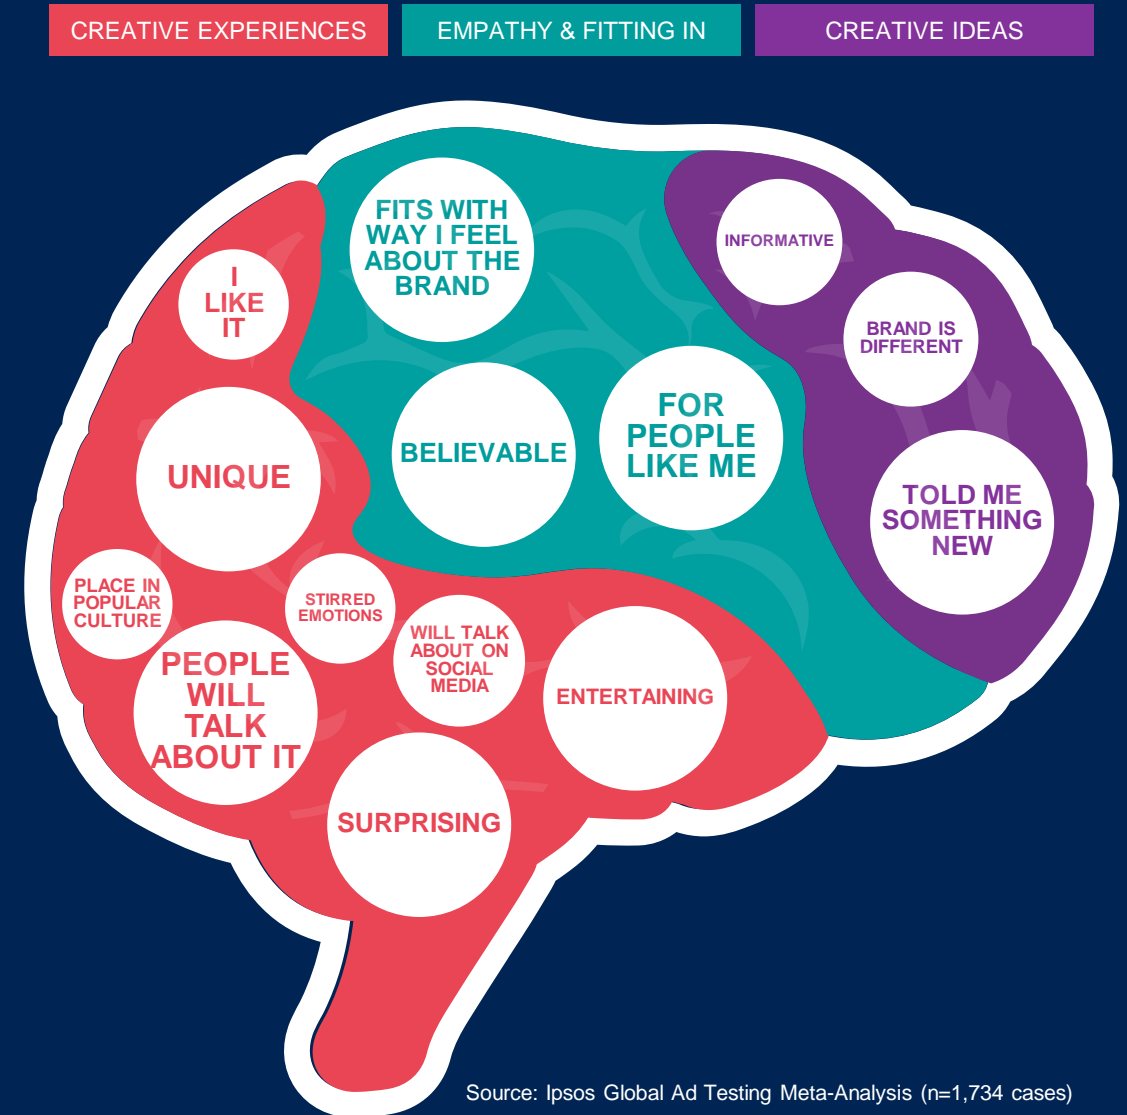 CREATIVE EXPERIENCES
EMPATHY & FITTING IN
CREATIVE IDEAS
FITS WITH
WAY I FEEL
ABOUT THE
BRAND
INFORMATIVE
I
LIKE
IT
BRAND IS
DIFFERENT
FOR
PEOPLE
LIKE ME
BELIEVABLE
UNIQUE
TOLD ME
SOMETHING
NEW
PLACE IN
POPULAR
CULTURE
STIRRED
EMOTIONS
WILL TALK
ABOUT ON
SOCIAL
MEDIA
PEOPLE
WILL
TALK
ABOUT IT
ENTERTAINING
SURPRISING
Source: Ipsos Global Ad Testing Meta-Analysis (n=1,734 cases)